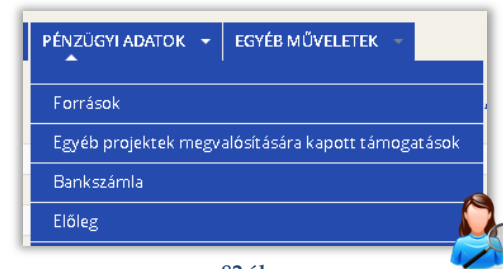 PÉNZÜGYI ADATOK EGYÉB MŰVELETEK
Források
Egyéb projektek megvalósítására kapott támogatások
Bankszámla
Előleg